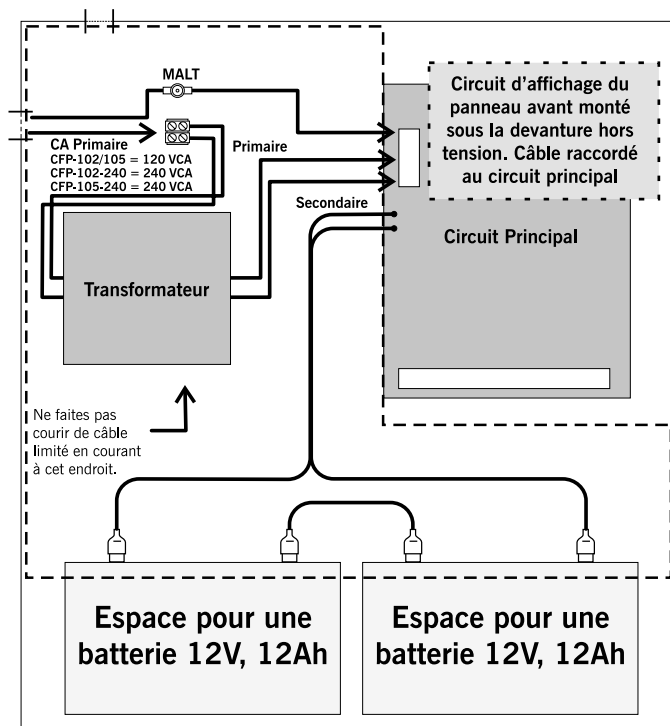 MALT
CA Primaire
CFP-102/105 = 120 VCA
CFP-102-240 = 240 VCA
CFP-105-240 = 240 VCA
Primaire
Secondaire
Circuit d'affichage du
panneau avant monté
sous la devanture hors
tension. Câble raccordé
au circuit principal
Circuit Principal
Transformateur
Ne faites pas
courir de câble
limité en courant
à cet endroit.
Espace pour une
batterie 12V, 12Ah
Espace pour une
batterie 12V, 12Ah